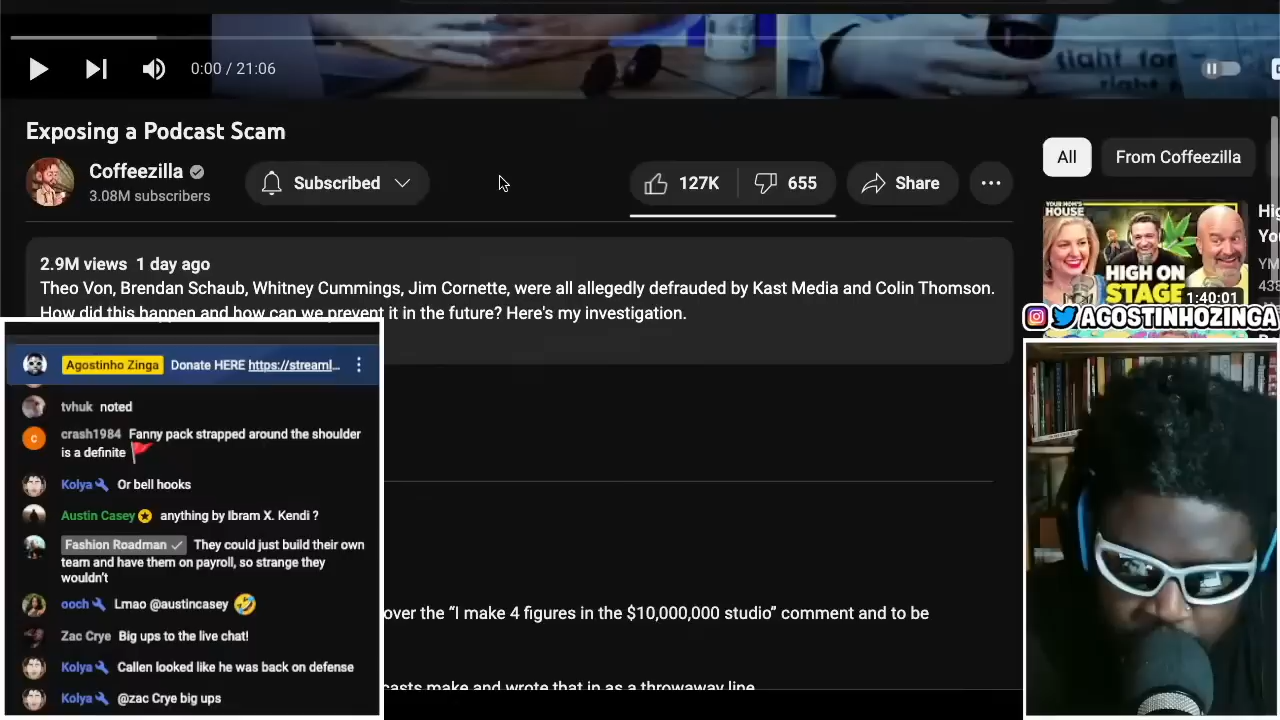 0:00 / 21:06
Exposing a Podcast Scam
Coffeezilla
3.08M subscribers
Subscribed
127K
655
Share
All
From Coffeezilla
2.9M views 1 day ago
Theo Von, Brendan Schaub, Whitney Cummings, Jim Cornette, were all allegedly defrauded by Kast Media and Colin Thomson.
How did this happen and how can we prevent it in the future? Here's my investigation.
YOUR MOM'S
HOUSE
HIGH ON
STAGE
1:40:01
AGOSTINHOZINGA
Agostinho Zinga Donate HERE https://streaml...
tvhuk noted
crash1984 Fanny pack strapped around the shoulder
is a definite 🚩
Kolya Or bell hooks
Austin Casey anything by Ibram X. Kendi ?
Fashion Roadman They could just build their own
team and have them on payroll, so strange they
wouldn't
ooch Lmao @austincasey 🤣
Zac Crye Big ups to the live chat!
Kolya Callen looked like he was back on defense
Kolya @zac Crye big ups
over the “I make 4 figures in the $10,000,000 studio” comment and to be
casts make and wrote that in as a throwaway line
fight for
right for